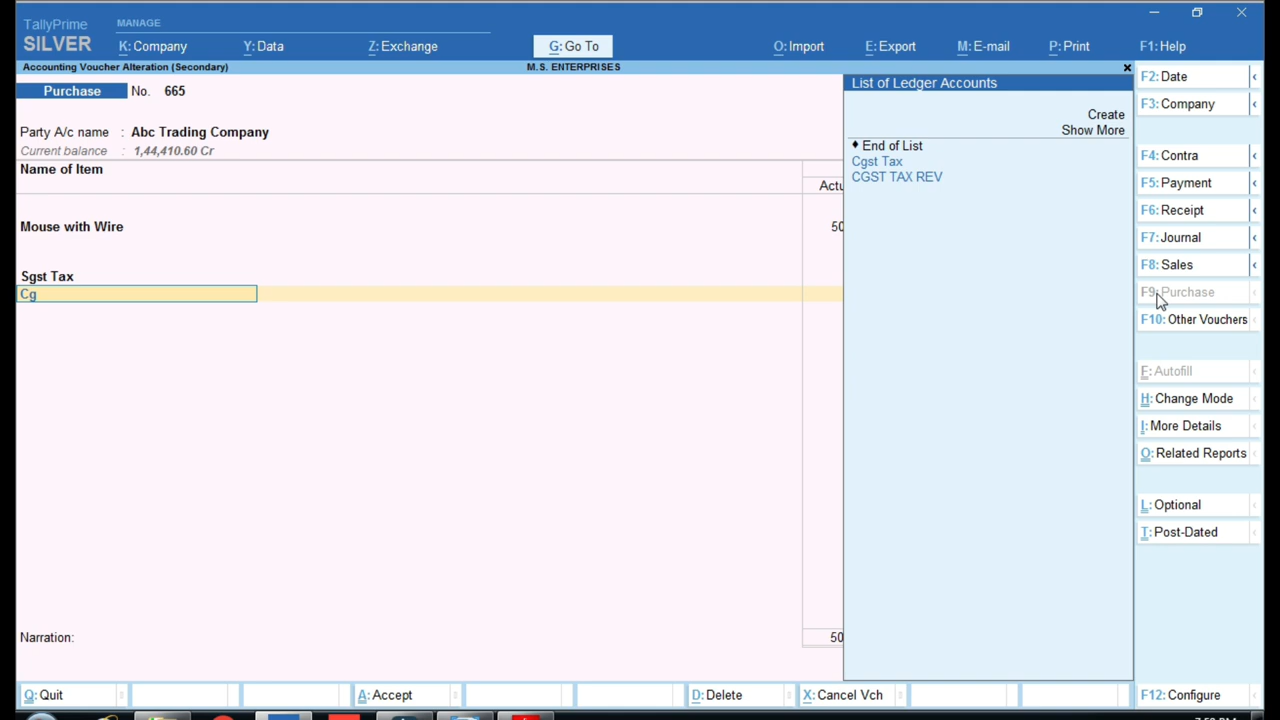 TallyPrime
MANAGE
SILVER
K: Company
Y: Data
Z: Exchange
G: Go To
O: Import
E: Export
M: E-mail
P: Print
F1: Help
Accounting Voucher Alteration (Secondary)
M.S. ENTERPRISES
Purchase No. 665
Party A/c name : Abc Trading Company
Current balance : 1,44,410.60 Cr
Name of Item
Actu
Mouse with Wire
50
Sgst Tax
Cg
Narration:
50
List of Ledger Accounts
Create
Show More
♦ End of List
Cgst Tax
CGST TAX REV
F2: Date
F3: Company
F4: Contra
F5: Payment
F6: Receipt
F7: Journal
F8: Sales
F9: Purchase
F10: Other Vouchers
F: Autofill
H: Change Mode
I: More Details
O: Related Reports
L: Optional
T: Post-Dated
Q: Quit
A: Accept
D: Delete
X: Cancel Vch
F12: Configure